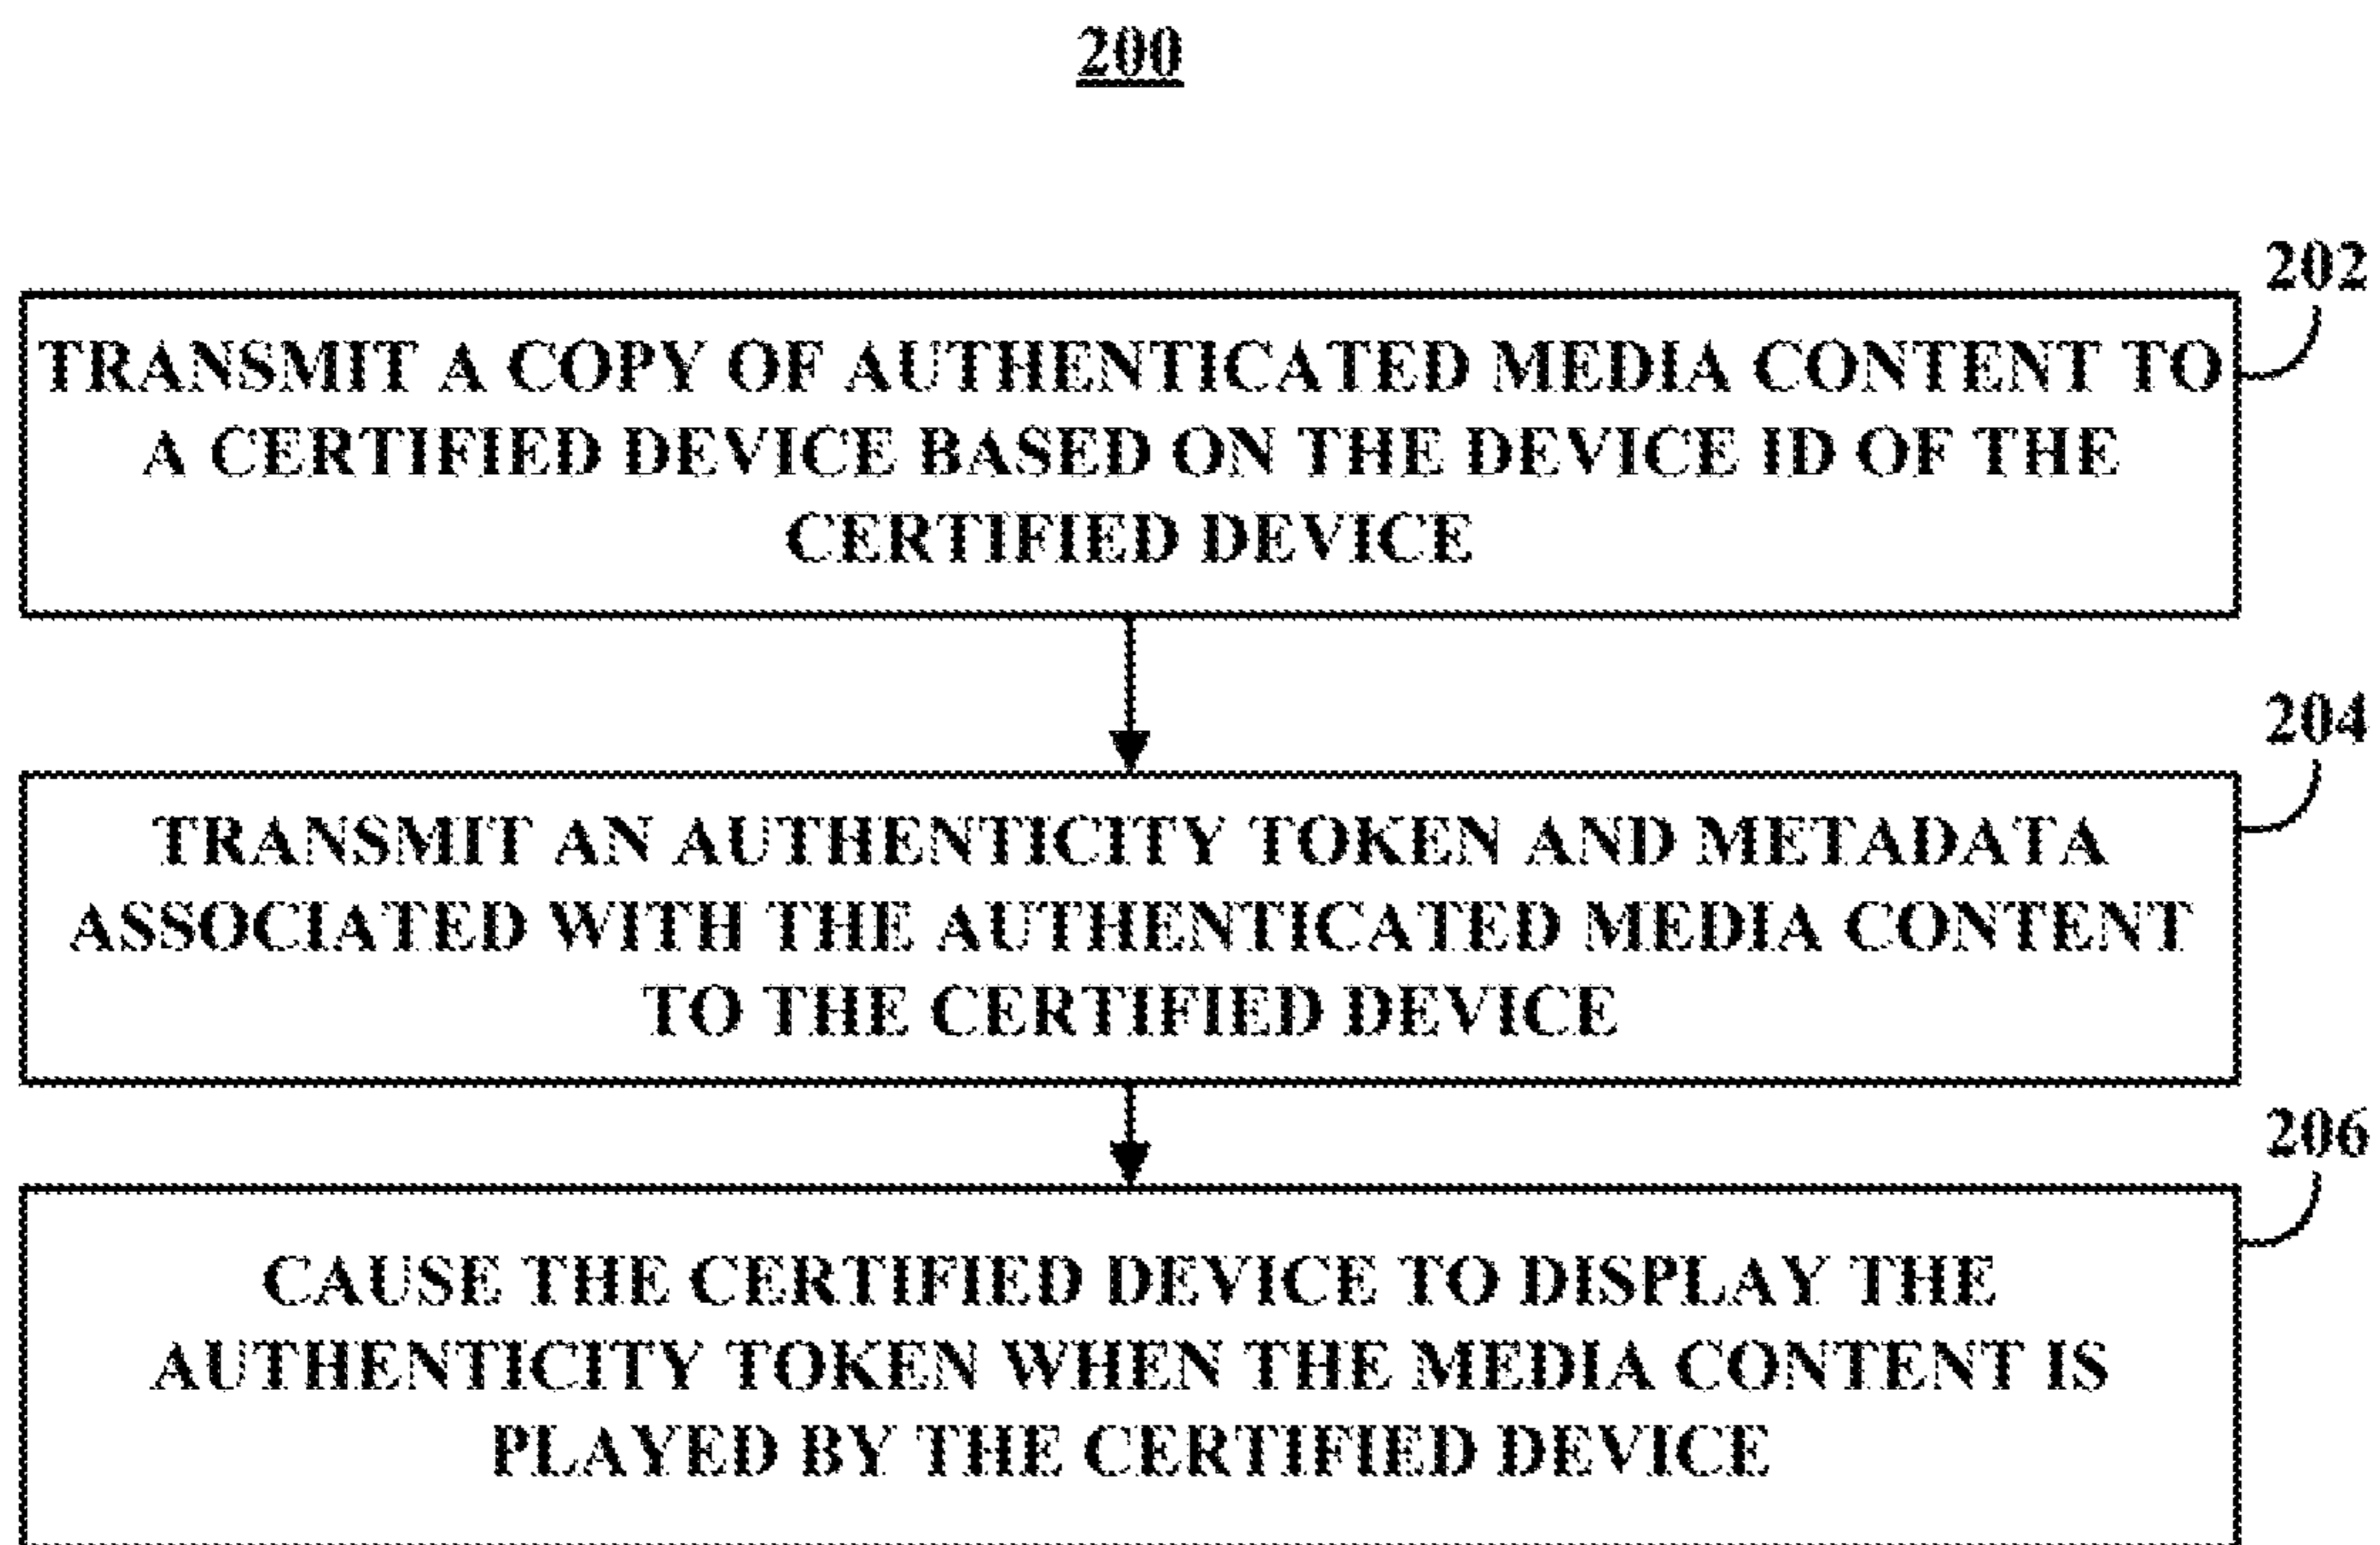 200
202
TRANSMIT A COPY OF AUTHENTICATED MEDIA CONTENT TO
A CERTIFIED DEVICE BASED ON THE DEVICE ID OF THE
CERTIFIED DEVICE
204
TRANSMIT AN AUTHENTICITY TOKEN AND METADATA
ASSOCIATED WITH THE AUTHENTICATED MEDIA CONTENT
TO THE CERTIFIED DEVICE
206
CAUSE THE CERTIFIED DEVICE TO DISPLAY THE
AUTHENTICITY TOKEN WHEN THE MEDIA CONTENT IS
PLAYED BY THE CERTIFIED DEVICE